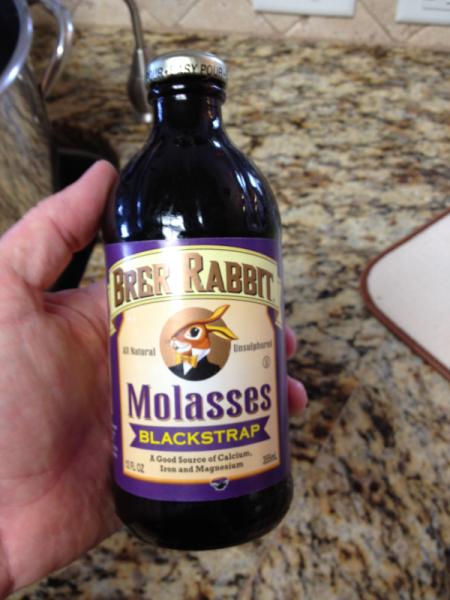 EASY POUR
BRER RABBIT
All Natural
Unsulphured
Molasses
BLACKSTRAP
A Good Source of Calcium,
Iron and Magnesium
12 FL OZ
355mL